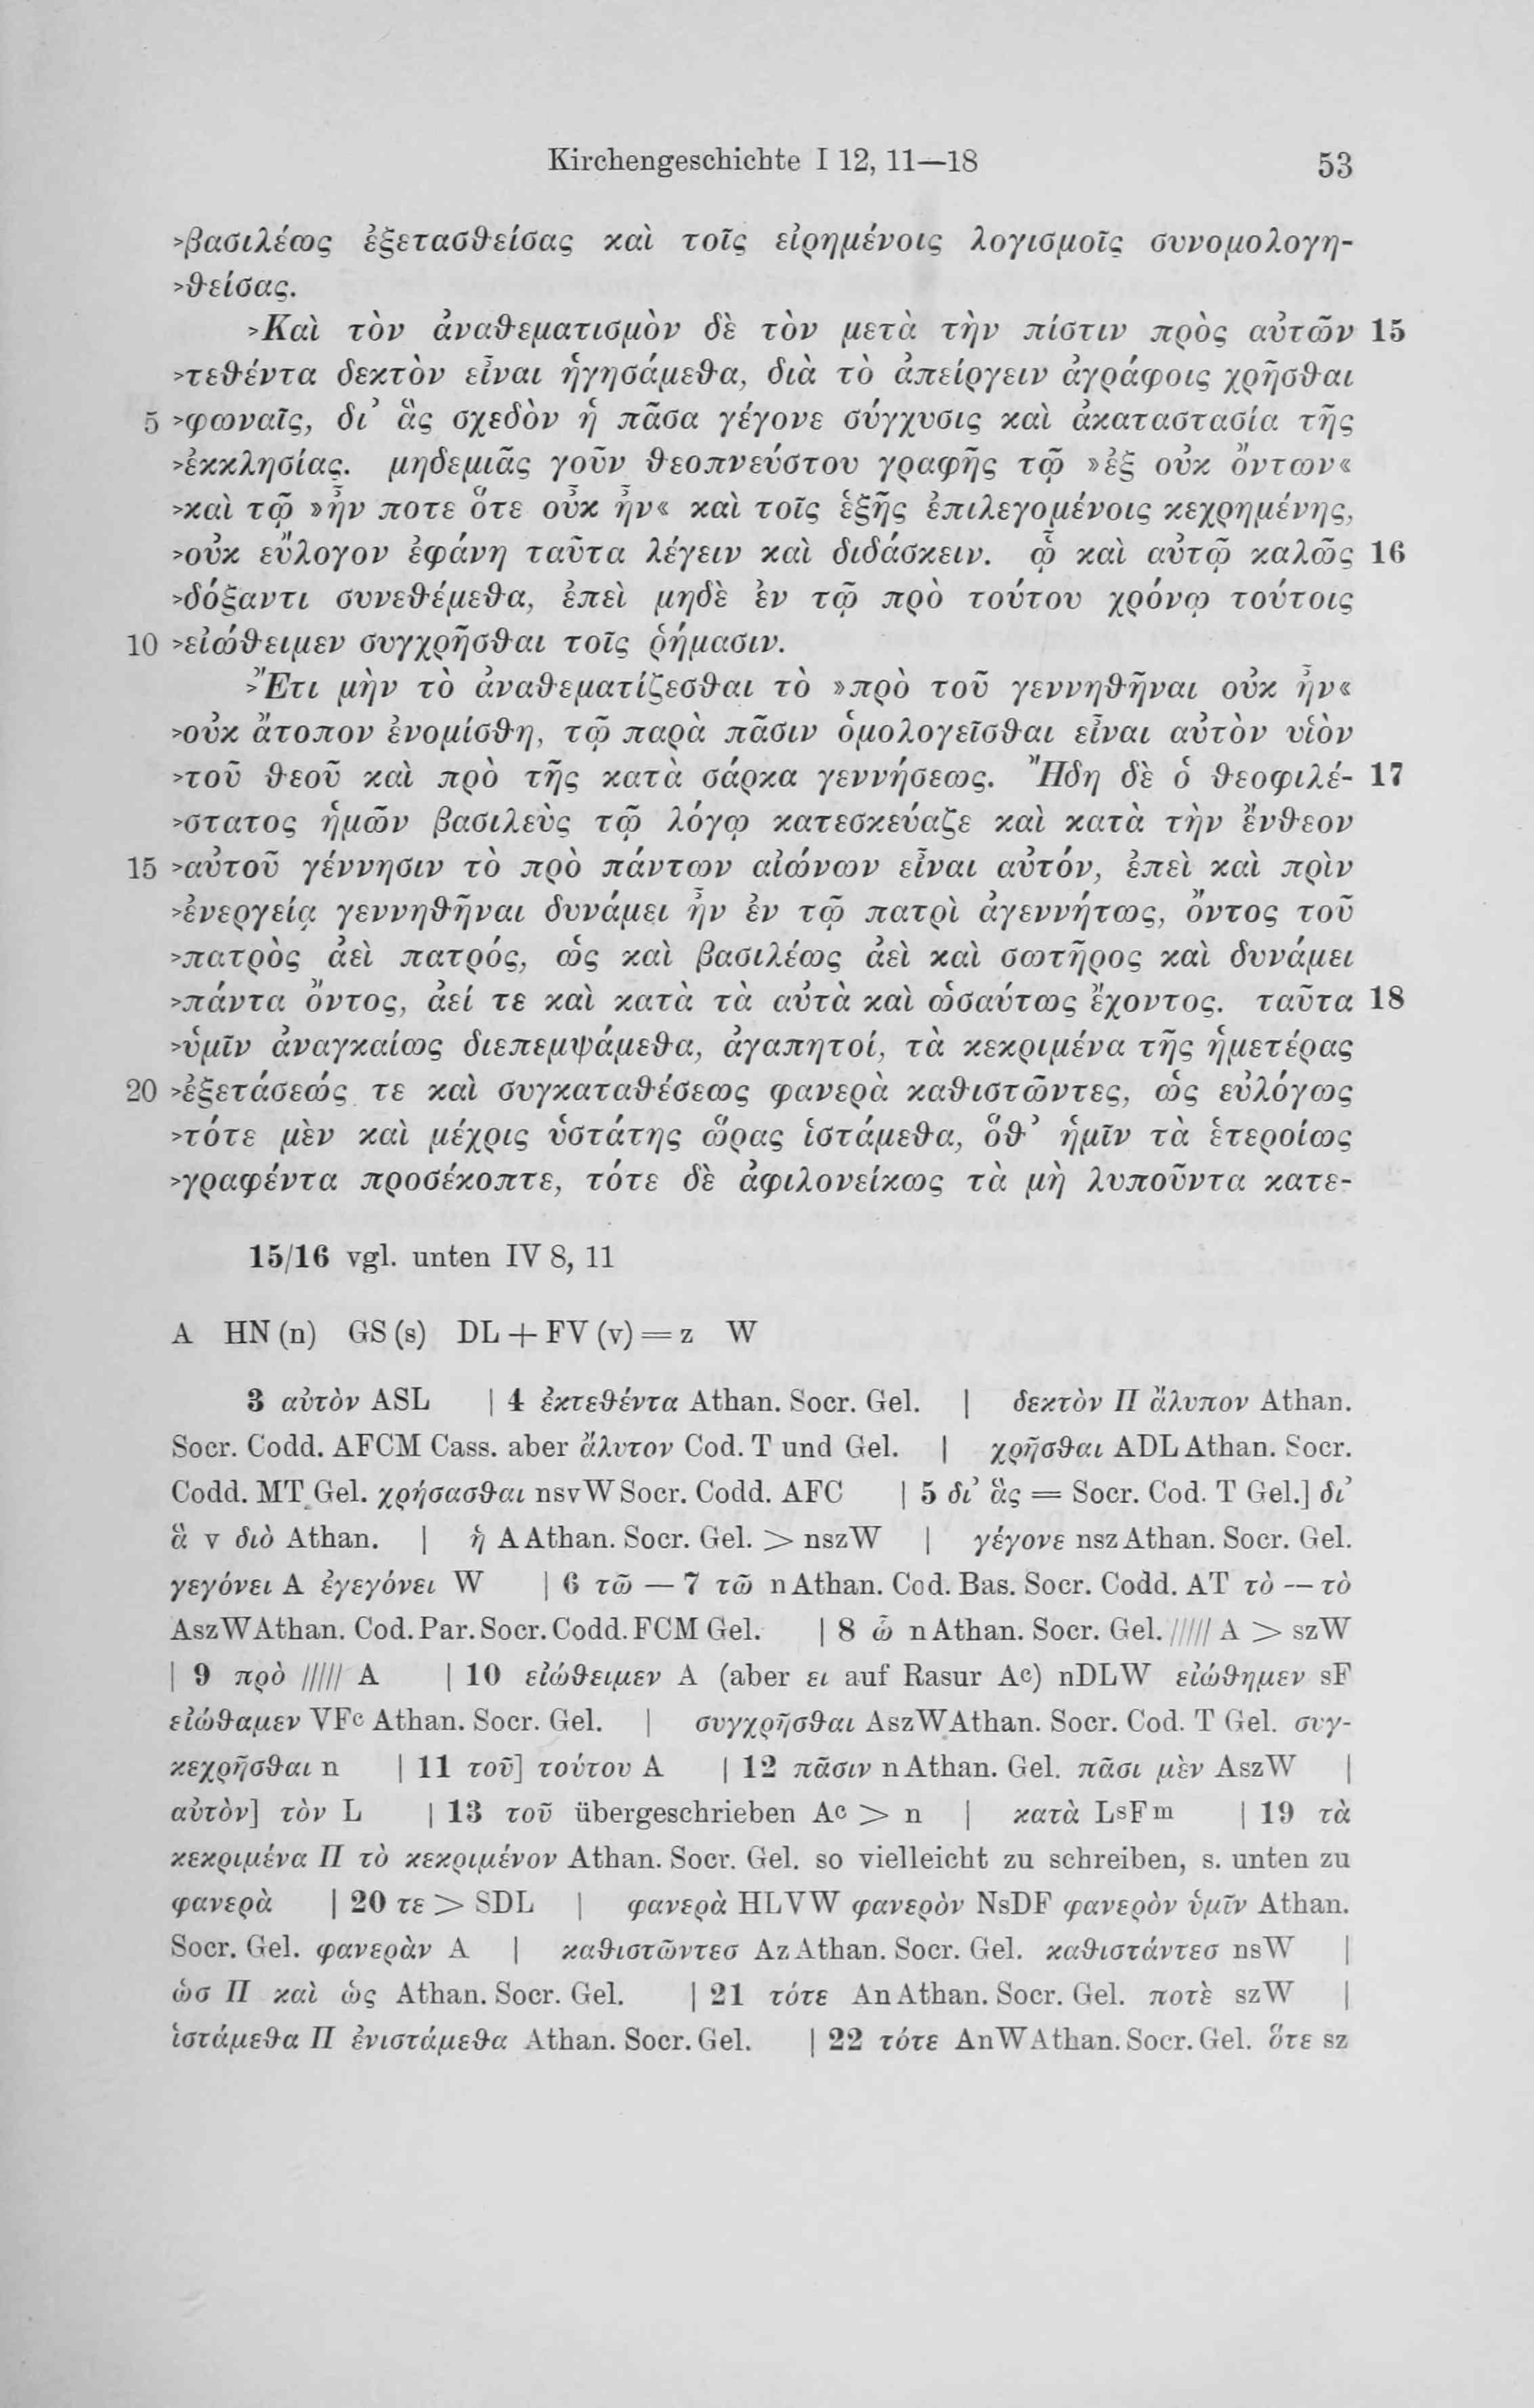 Kirchengeschichte I 12, 11—18 53
>βασιλέως ἐξετασθείσας καὶ τοῖς εἰρημένοις λογισμοῖς συνομολογη-
>θείσας.
>Καὶ τὸν ἀναθεματισμὸν δὲ τὸν μετὰ τὴν πίστιν πρὸς αὐτῶν 15
>τεθέντα δεκτὸν εἶναι ἡγησάμεθα, διὰ τὸ ἀπείργειν ἀγράφοις χρῆσθαι
5 >φωναῖς, δι’ ἃς σχεδὸν ἡ πᾶσα γέγονε σύγχυσις καὶ ἀκαταστασία τῆς
>ἐκκλησίας. μηδεμιᾶς γοῦν θεοπνεύστου γραφῆς τῷ »ἐξ οὐκ ὄντων«
>καὶ τῷ »ἦν ποτε ὅτε οὖκ ἦν« καὶ τοῖς ἑξῆς ἐπιλεγομένοις κεχρημένης,
>οὐκ εὔλογον ἐφάνη ταῦτα λέγειν καὶ διδάσκειν. ᾧ καὶ αὐτῷ καλῶς 16
>δόξαντι συνεθέμεθα, ἐπεὶ μηδὲ ἐν τῷ πρὸ τούτου χρόνῳ τούτοις
10 >εἰώθειμεν συγχρῆσθαι τοῖς ῥήμασιν.
>Ἔτι μὴν τὸ ἀναθεματίζεσθαι τὸ »πρὸ τοῦ γεννηθῆναι οὐκ ἦν«
>οὐκ ἄτοπον ἐνομίσθη, τῷ παρὰ πᾶσιν ὁμολογεῖσθαι εἶναι αὐτὸν υἱὸν
>τοῦ θεοῦ καὶ πρὸ τῆς κατὰ σάρκα γεννήσεως. Ἤδη δὲ ὁ θεοφιλέ- 17
>στατος ἡμῶν βασιλεὺς τῷ λόγῳ κατεσκεύαζε καὶ κατὰ τὴν ἔνθεον
15 >αὐτοῦ γέννησιν τὸ πρὸ πάντων αἰώνων εἶναι αὐτόν, ἐπεὶ καὶ πρὶν
>ἐνεργείᾳ γεννηθῆναι δυνάμει ἦν ἐν τῷ πατρὶ ἀγεννήτως, ὄντος τοῦ
>πατρὸς ἀεὶ πατρός, ὡς καὶ βασιλέως ἀεὶ καὶ σωτῆρος καὶ δυνάμει
>πάντα ὄντος, ἀεί τε καὶ κατὰ τὰ αὐτὰ καὶ ὡσαύτως ἔχοντος. ταῦτα 18
>ὑμῖν ἀναγκαίως διεπεμψάμεθα, ἀγαπητοί, τὰ κεκριμένα τῆς ἡμετέρας
20 >ἐξετάσεώς τε καὶ συγκαταθέσεως φανερὰ καθιστῶντες, ὡς εὐλόγως
>τότε μὲν καὶ μέχρις ὑστάτης ὥρας ἱστάμεθα, ὅθ’ ἡμῖν τὰ ἑτεροίως
>γραφέντα προσέκοπτε, τότε δὲ ἀφιλονείκως τὰ μὴ λυποῦντα κατε-
15/16 vgl. unten IV 8, 11
A HN (n) GS (s) DL + FV (v) = z W
3 αὐτὸν ASL | 4 ἐκτεθέντα Athan. Socr. Gel. | δεκτὸν Π ἄλυπον Athan.
Socr. Codd. AFCM Cass. aber ἄλυτον Cod. T und Gel. | χρῆσθαι ADL Athan. Socr.
Codd. MT Gel. χρήσασθαι nsvW Socr. Codd. AFC | 5 δι’ ἃς = Socr. Cod. T Gel.] δι’
ἃ v διὸ Athan. | ἡ A Athan. Socr. Gel. > nszW | γέγονε nsz Athan. Socr. Gel.
γεγόνει A ἐγεγόνει W | 6 τῶ — 7 τῶ n Athan. Cod. Bas. Socr. Codd. AT τὸ — τὸ
AszW Athan. Cod. Par. Socr. Codd. FCM Gel. | 8 ὧ n Athan. Socr. Gel. ///// A > szW
| 9 πρὸ ///// A | 10 εἰώθειμεν A (aber ει auf Rasur Ac) nDLW εἰώθημεν sF
εἰώθαμεν VFc Athan. Socr. Gel. | συγχρῆσθαι AszW Athan. Socr. Cod. T Gel. συγ-
κεχρῆσθαι n | 11 τοῦ] τούτου A | 12 πᾶσιν n Athan. Gel. πᾶσι μὲν AszW |
αὐτὸν] τὸν L | 13 τοῦ übergeschrieben Ac > n | κατὰ LsFm | 19 τὰ
κεκριμένα Π τὸ κεκριμένον Athan. Socr. Gel. so vielleicht zu schreiben, s. unten zu
φανερὰ | 20 τε > SDL | φανερὰ HLVW φανερὸν NsDF φανερὸν ὑμῖν Athan.
Socr. Gel. φανερὰν A | καθιστῶντεσ Az Athan. Socr. Gel. καθιστάντεσ nsW |
ὡσ Π καὶ ὡς Athan. Socr. Gel. | 21 τότε An Athan. Socr. Gel. ποτὲ szW |
ἱστάμεθα Π ἐνιστάμεθα Athan. Socr. Gel. | 22 τότε AnW Athan. Socr. Gel. ὅτε sz